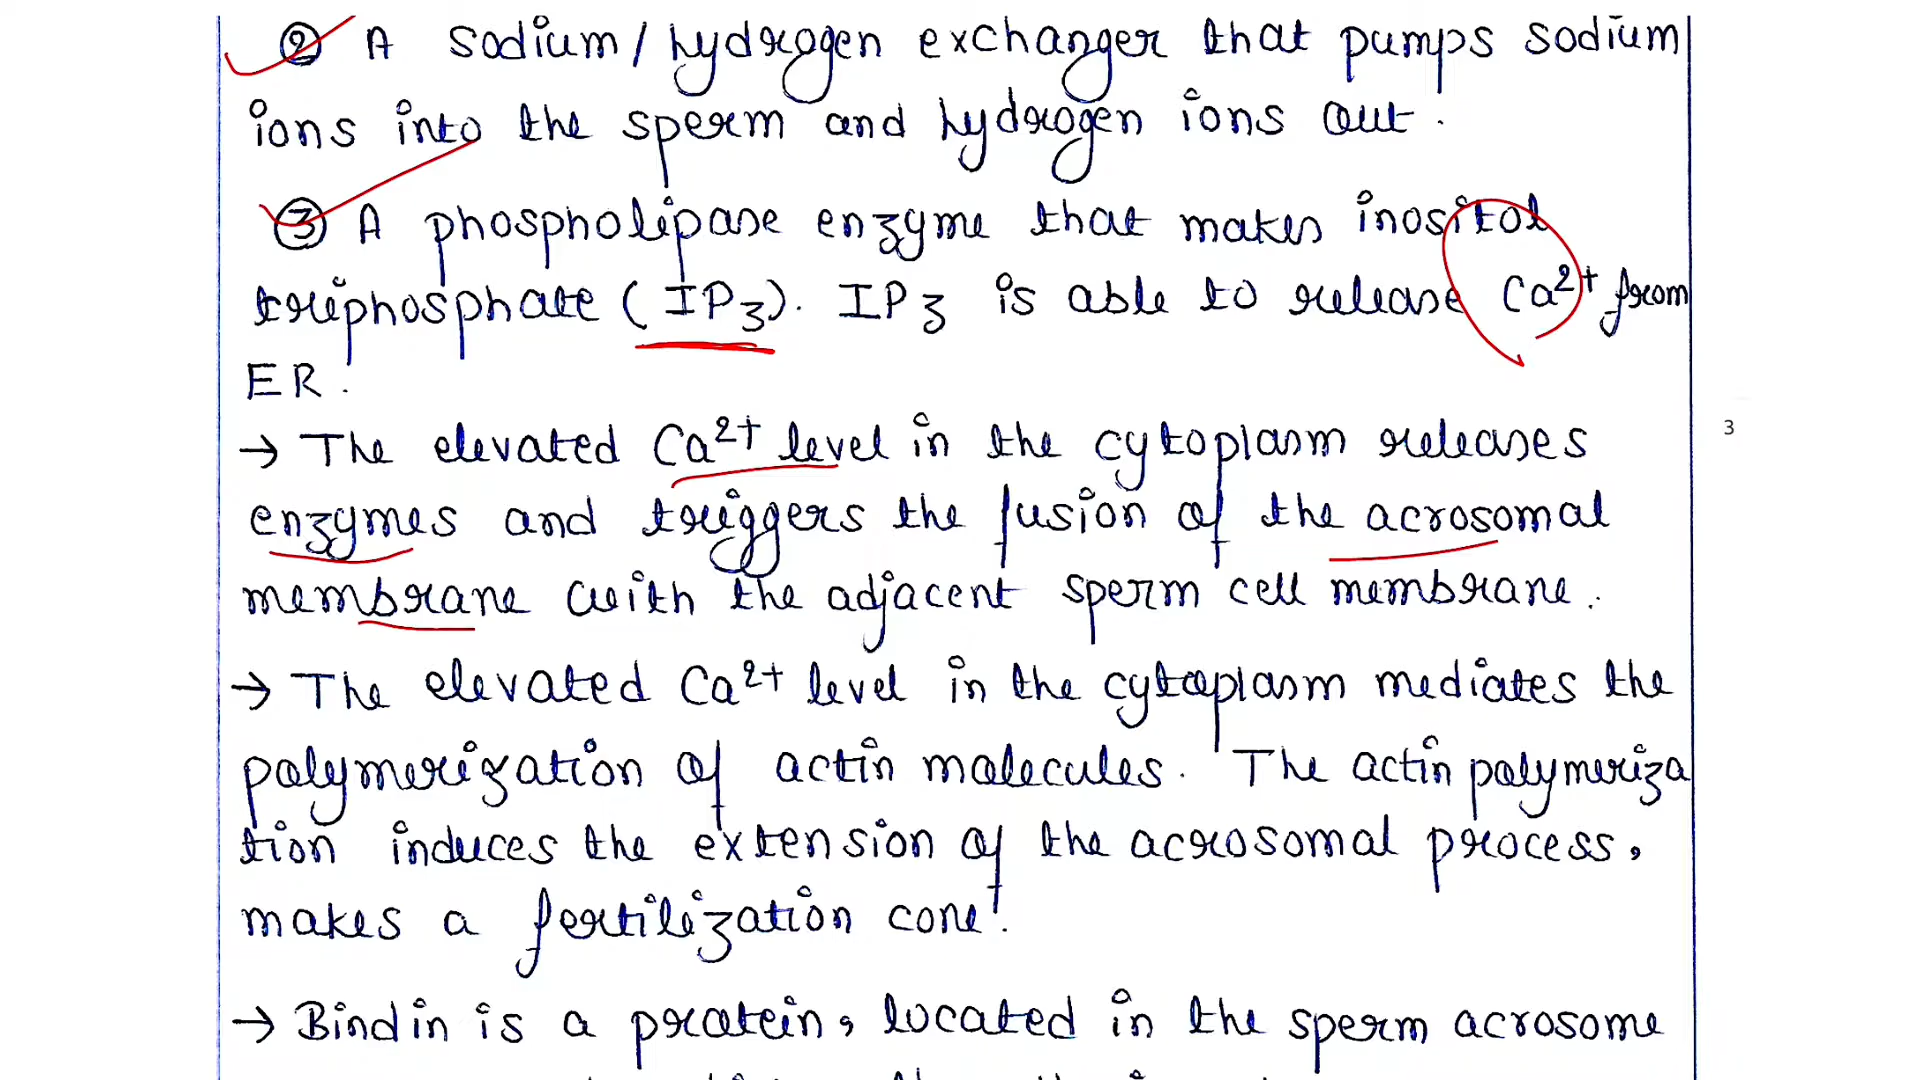 ② A sodium/hydrogen exchanger that pumps sodium
ions into the sperm and hydrogen ions out.
③ A phospholipase enzyme that makes inositol
triphosphate (IP3). IP3 is able to release Ca²⁺ from
ER.
→ The elevated Ca²⁺ level in the cytoplasm releases
3
enzymes and triggers the fusion of the acrosomal
membrane with the adjacent sperm cell membrane.
→ The elevated Ca²⁺ level in the cytoplasm mediates the
polymerization of actin molecules. The actin polymeriza
tion induces the extension of the acrosomal process,
makes a fertilization cone.
→ Bindin is a protein, located in the sperm acrosome